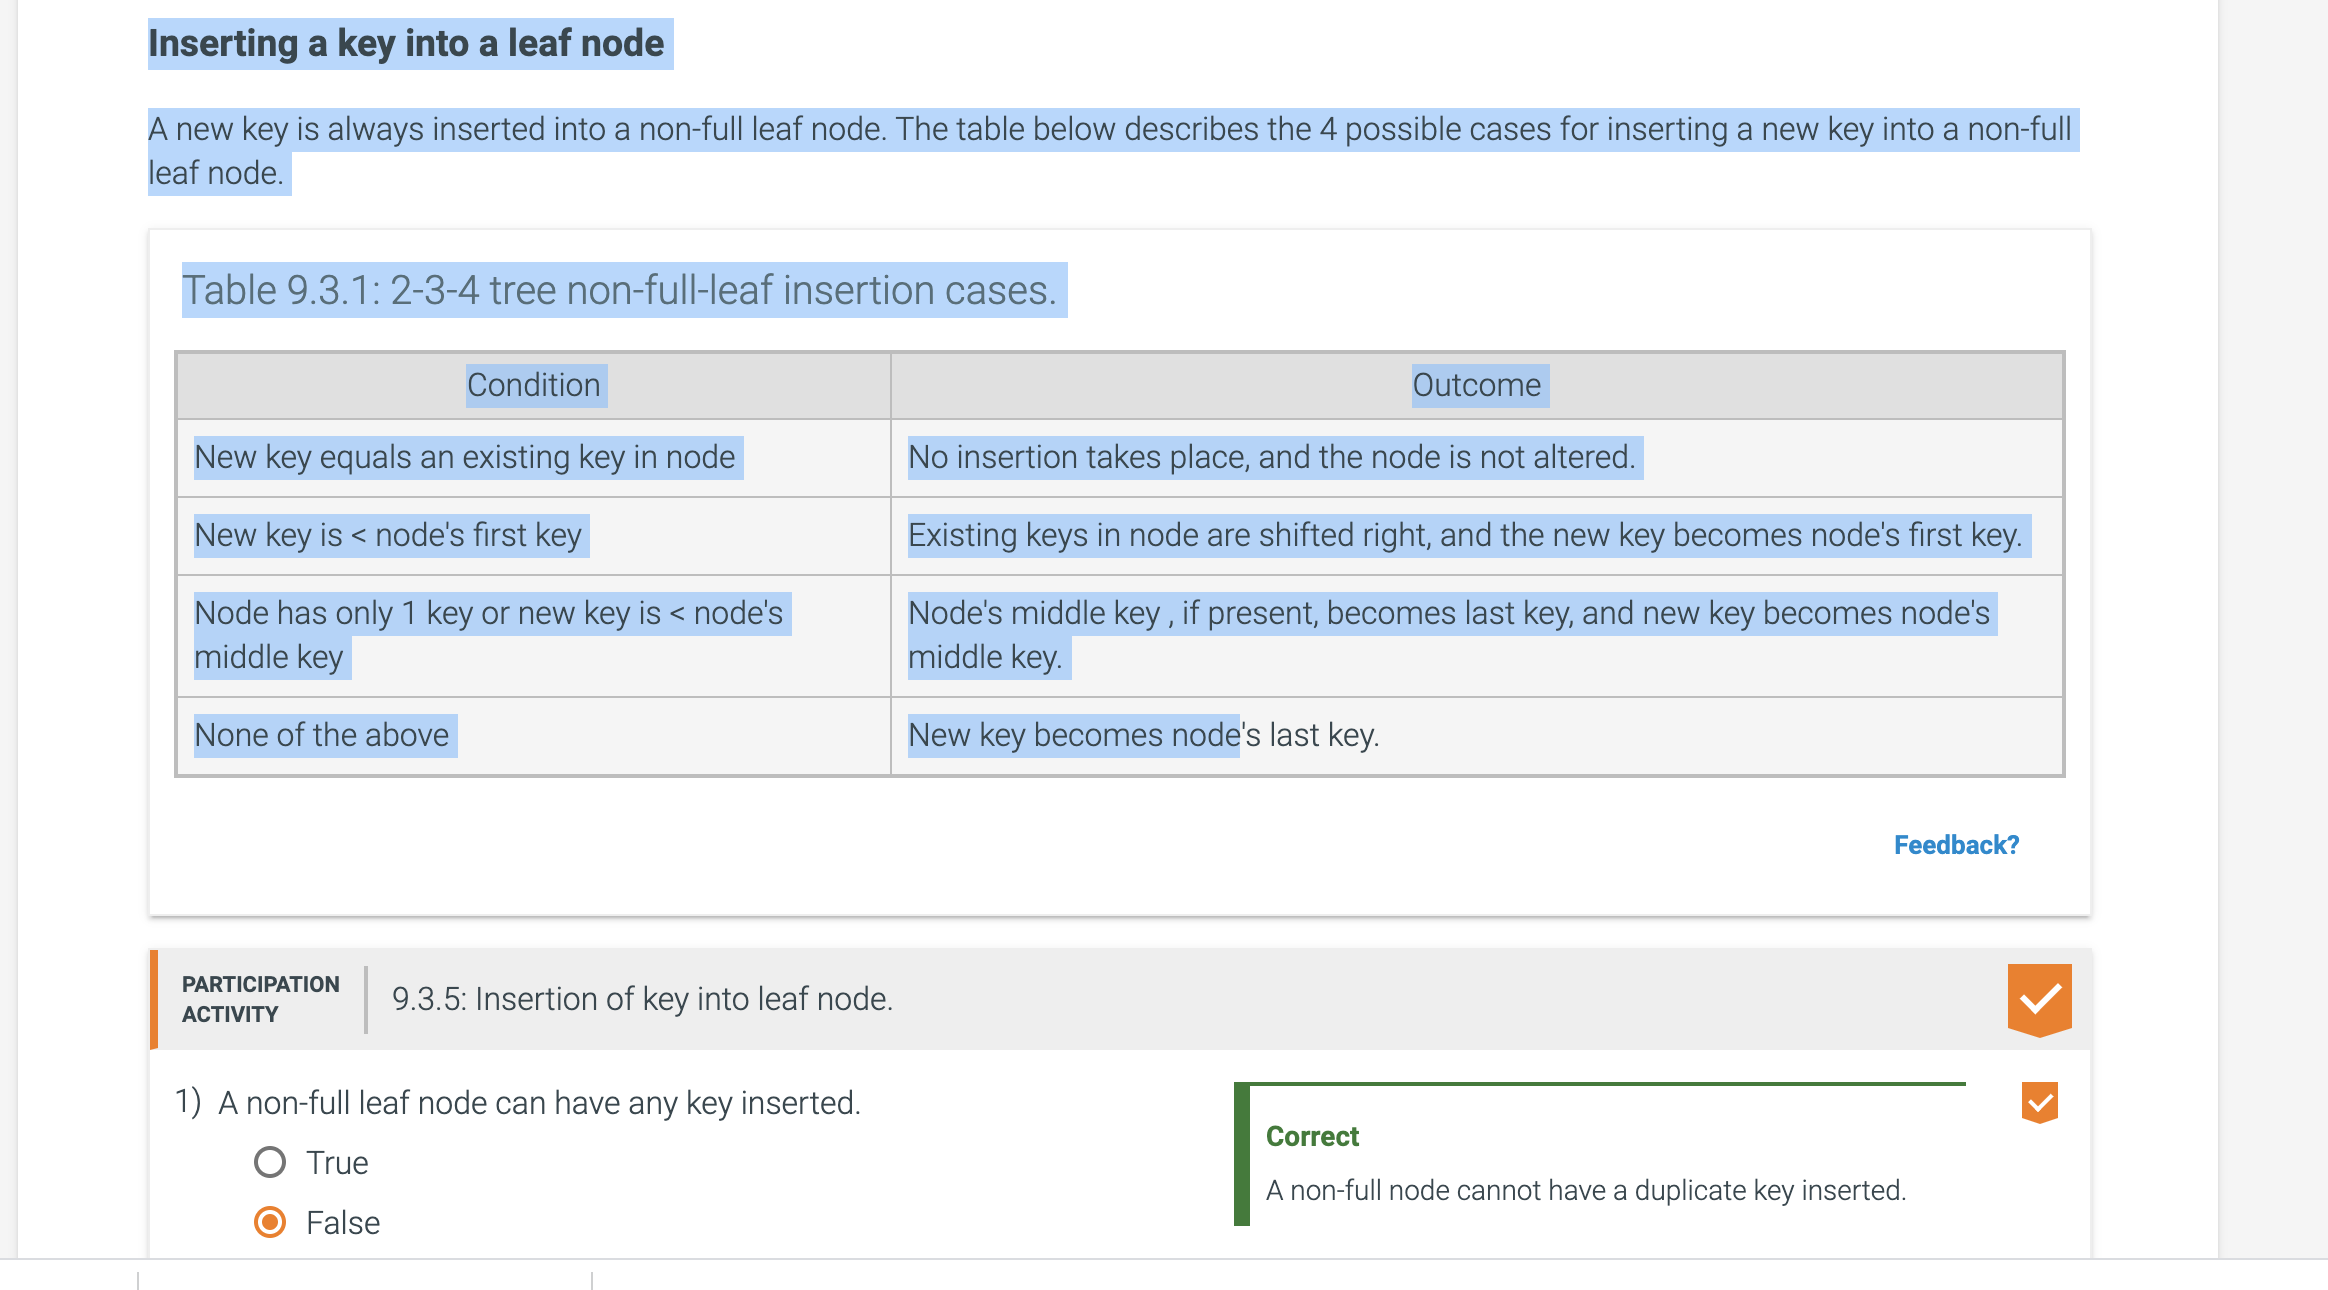 Inserting a key into a leaf node
A new key is always inserted into a non-full leaf node. The table below describes the 4 possible cases for inserting a new key into a non-full
leaf node.
Table 9.3.1: 2-3-4 tree non-full-leaf insertion cases.
Condition
Outcome
New key equals an existing key in node
No insertion takes place, and the node is not altered.
New key is < node's first key
Existing keys in node are shifted right, and the new key becomes node's first key.
Node has only 1 key or new key is < node's
middle key
Node's middle key , if present, becomes last key, and new key becomes node's
middle key.
None of the above
New key becomes node's last key.
Feedback?
PARTICIPATION
ACTIVITY
9.3.5: Insertion of key into leaf node.
1) A non-full leaf node can have any key inserted.
True
False
Correct
A non-full node cannot have a duplicate key inserted.